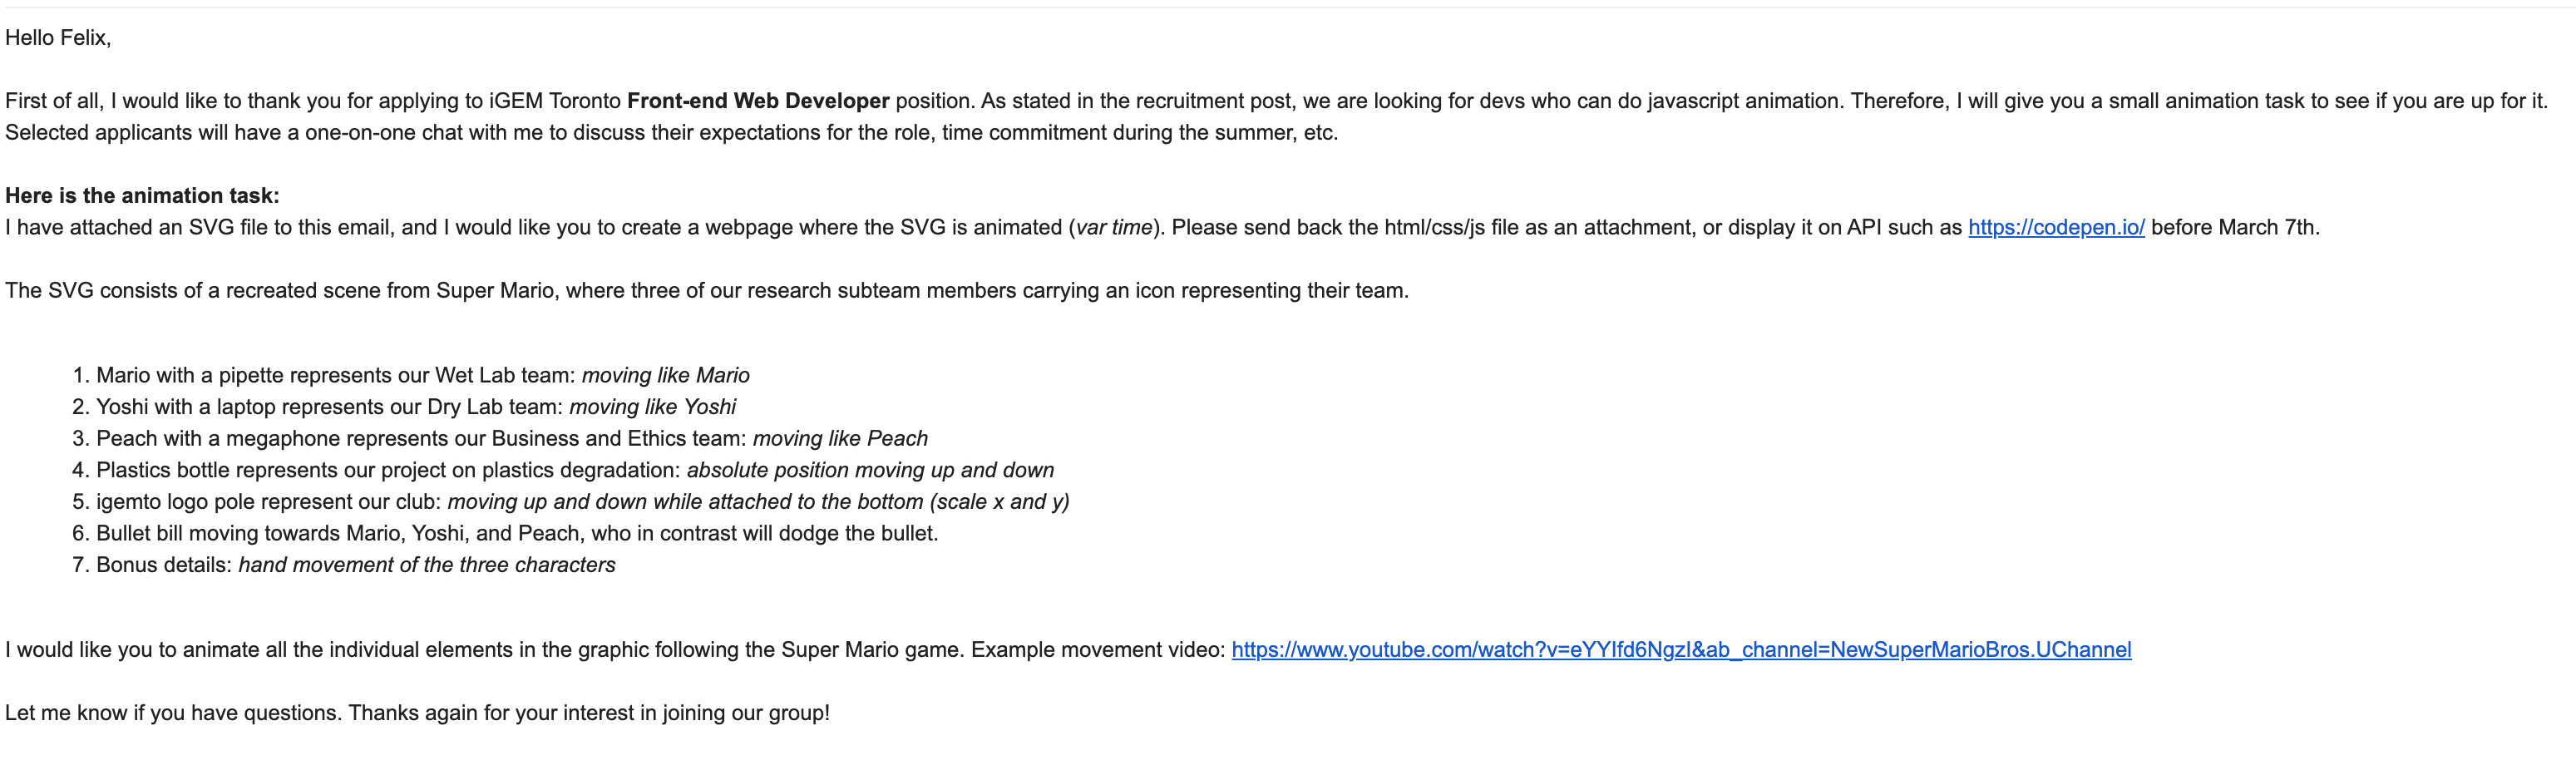 Hello Felix,
First of all, I would like to thank you for applying to iGEM Toronto Front-end Web Developer position. As stated in the recruitment post, we are looking for devs who can do javascript animation. Therefore, I will give you a small animation task to see if you are up for it.
Selected applicants will have a one-on-one chat with me to discuss their expectations for the role, time commitment during the summer, etc.
Here is the animation task:
I have attached an SVG file to this email, and I would like you to create a webpage where the SVG is animated (var time). Please send back the html/css/js file as an attachment, or display it on API such as https://codepen.io/ before March 7th.
The SVG consists of a recreated scene from Super Mario, where three of our research subteam members carrying an icon representing their team.
1. Mario with a pipette represents our Wet Lab team: moving like Mario
2. Yoshi with a laptop represents our Dry Lab team: moving like Yoshi
3. Peach with a megaphone represents our Business and Ethics team: moving like Peach
4. Plastics bottle represents our project on plastics degradation: absolute position moving up and down
5. igemto logo pole represent our club: moving up and down while attached to the bottom (scale x and y)
6. Bullet bill moving towards Mario, Yoshi, and Peach, who in contrast will dodge the bullet.
7. Bonus details: hand movement of the three characters
I would like you to animate all the individual elements in the graphic following the Super Mario game. Example movement video: https://www.youtube.com/watch?v=eYYIfd6NgzI&ab_channel=NewSuperMarioBros.UChannel
Let me know if you have questions. Thanks again for your interest in joining our group!